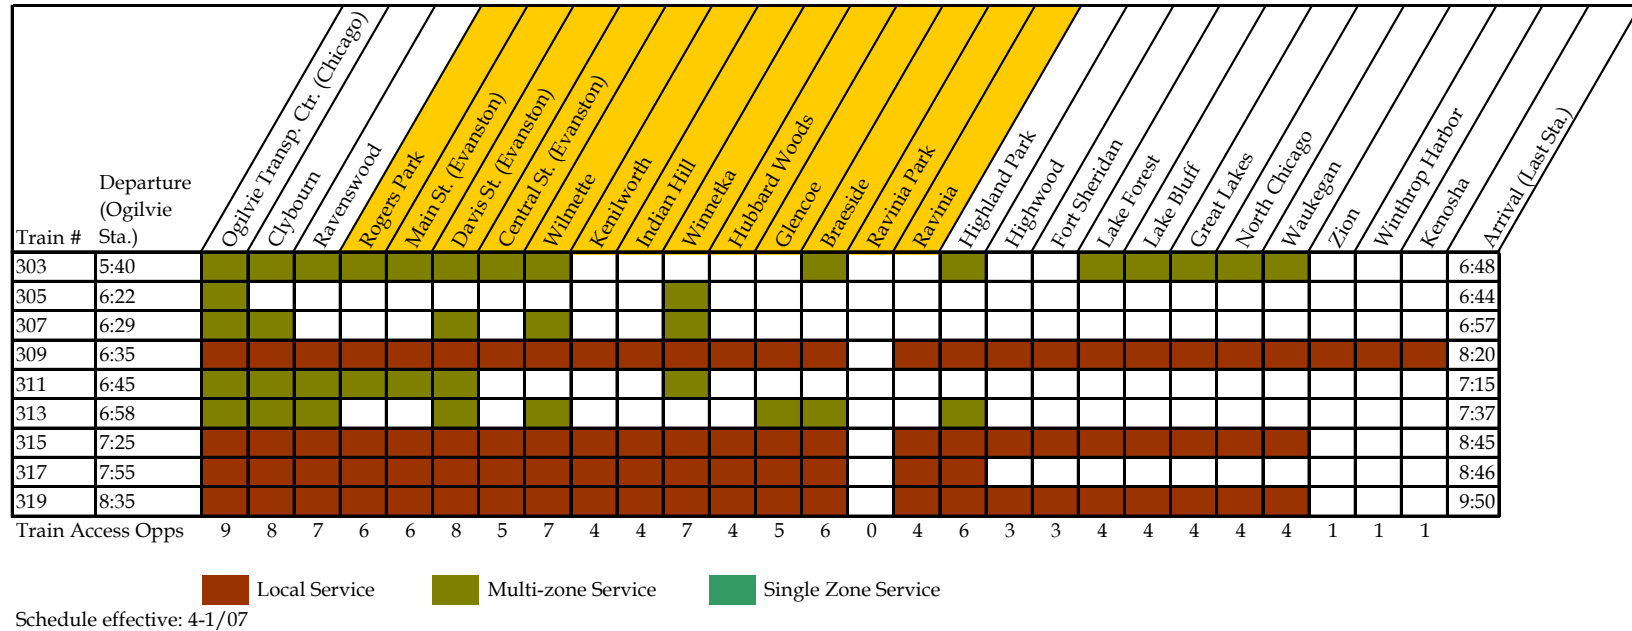 Train #
Departure
(Ogilvie
Sta.)
Ogilvie Transp. Ctr. (Chicago)
Clybourn
Ravenswood
Rogers Park
Main St. (Evanston)
Davis St. (Evanston)
Central St. (Evanston)
Wilmette
Kenilworth
Indian Hill
Winnetka
Hubbard Woods
Glencoe
Braeside
Ravinia Park
Ravinia
Highland Park
Highwood
Fort Sheridan
Lake Forest
Lake Bluff
Great Lakes
North Chicago
Waukegan
Zion
Winthrop Harbor
Kenosha
Arrival (Last Sta.)
303 5:40 6:48
305 6:22 6:44
307 6:29 6:57
309 6:35 8:20
311 6:45 7:15
313 6:58 7:37
315 7:25 8:45
317 7:55 8:46
319 8:35 9:50
Train Access Opps 9 8 7 6 6 8 5 7 4 4 7 4 5 6 0 4 6 3 3 4 4 4 4 4 1 1 1
Local Service Multi-zone Service Single Zone Service
Schedule effective: 4-1/07